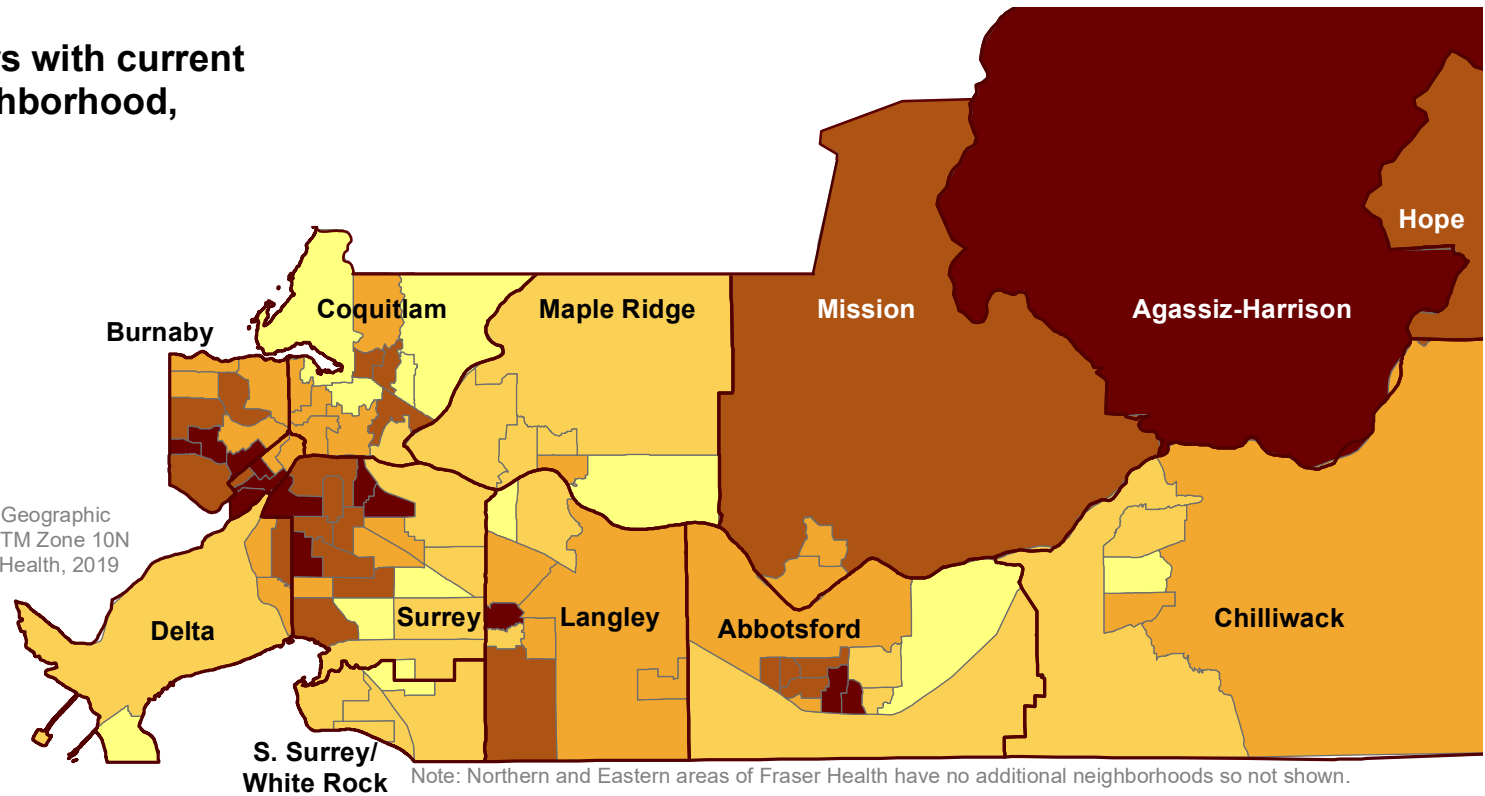 with current
hborhood,
Hope
Coquitlam
Maple Ridge
Mission
Agassiz-Harrison
Burnaby
Geographic
TM Zone 10N
Health, 2019
Delta
Surrey
Langley
Abbotsford
Chilliwack
S. Surrey/
White Rock
Note: Northern and Eastern areas of Fraser Health have no additional neighborhoods so not shown.